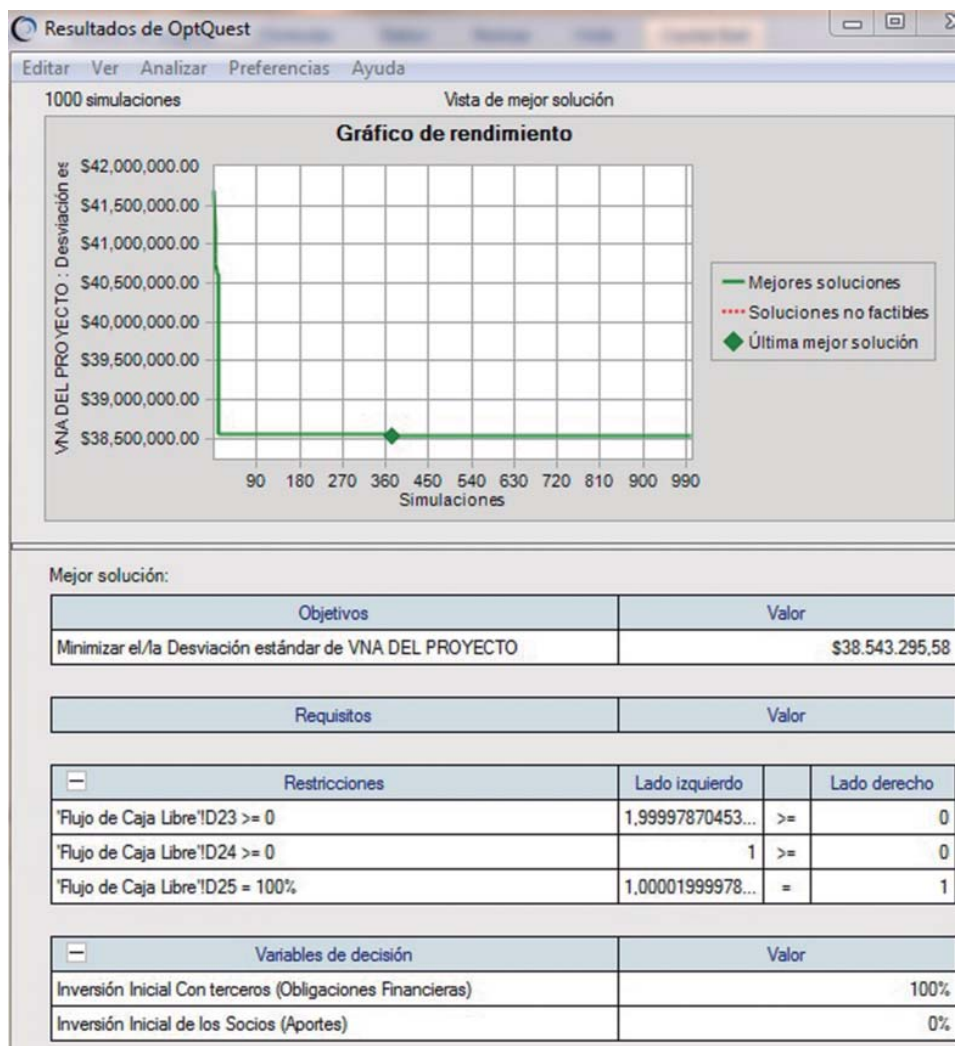 Resultados de OptQuest
Editar Ver Analizar Preferencias Ayuda
1000 simulaciones Vista de mejor solución
Gráfico de rendimiento
VNA DEL PROYECTO : Desviación es
$42,000,000.00
$41,500,000.00
$41,000,000.00
$40,500,000.00
$40,000,000.00
$39,500,000.00
$39,000,000.00
$38,500,000.00
90 180 270 360 450 540 630 720 810 900 990
Simulaciones
Mejores soluciones
Soluciones no factibles
Última mejor solución
Mejor solución:
Objetivos Valor
Minimizar el/la Desviación estándar de VNA DEL PROYECTO $38.543.295,58
Requisitos Valor
Restricciones Lado izquierdo Lado derecho
'Flujo de Caja Libre'!D23 >= 0 1,99997870453... >= 0
'Flujo de Caja Libre'!D24 >= 0 1 >= 0
'Flujo de Caja Libre'!D25 = 100% 1,00001999978... = 1
Variables de decisión Valor
Inversión Inicial Con terceros (Obligaciones Financieras) 100%
Inversión Inicial de los Socios (Aportes) 0%